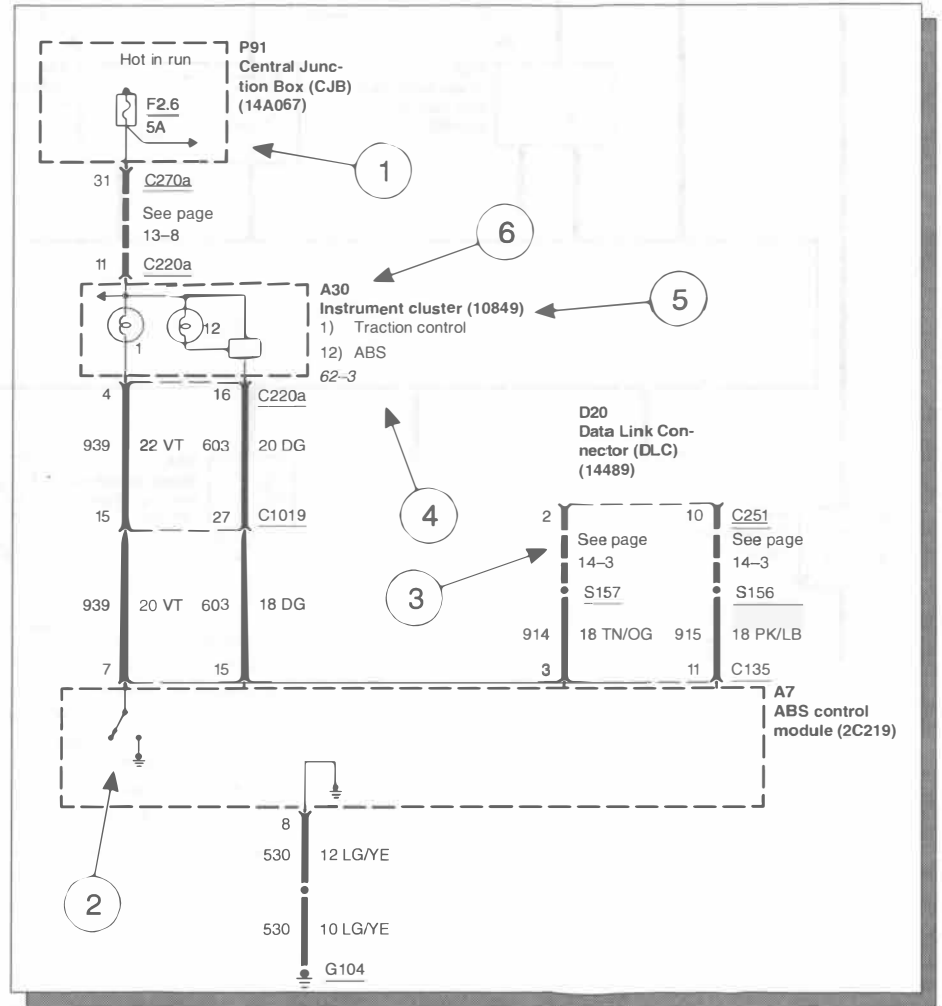 P91
Central Junc-
tion Box (CJB)
(14A067)
Hot in run
F2.6
5A
1
31 C270a
See page
13–8
6
11 C220a
A30
Instrument cluster (10849)
1) Traction control
12) ABS
62–3
5
12
1
4 16 C220a
D20
Data Link Con-
nector (DLC)
(14489)
939 22 VT 603 20 DG
4
15 27 C1019
2 10 C251
See page See page
14–3 14–3
3
S157 S156
939 20 VT 603 18 DG
914 18 TN/OG 915 18 PK/LB
7 15 3 11 C135
A7
ABS control
module (2C219)
2
8
530 12 LG/YE
530 10 LG/YE
G104